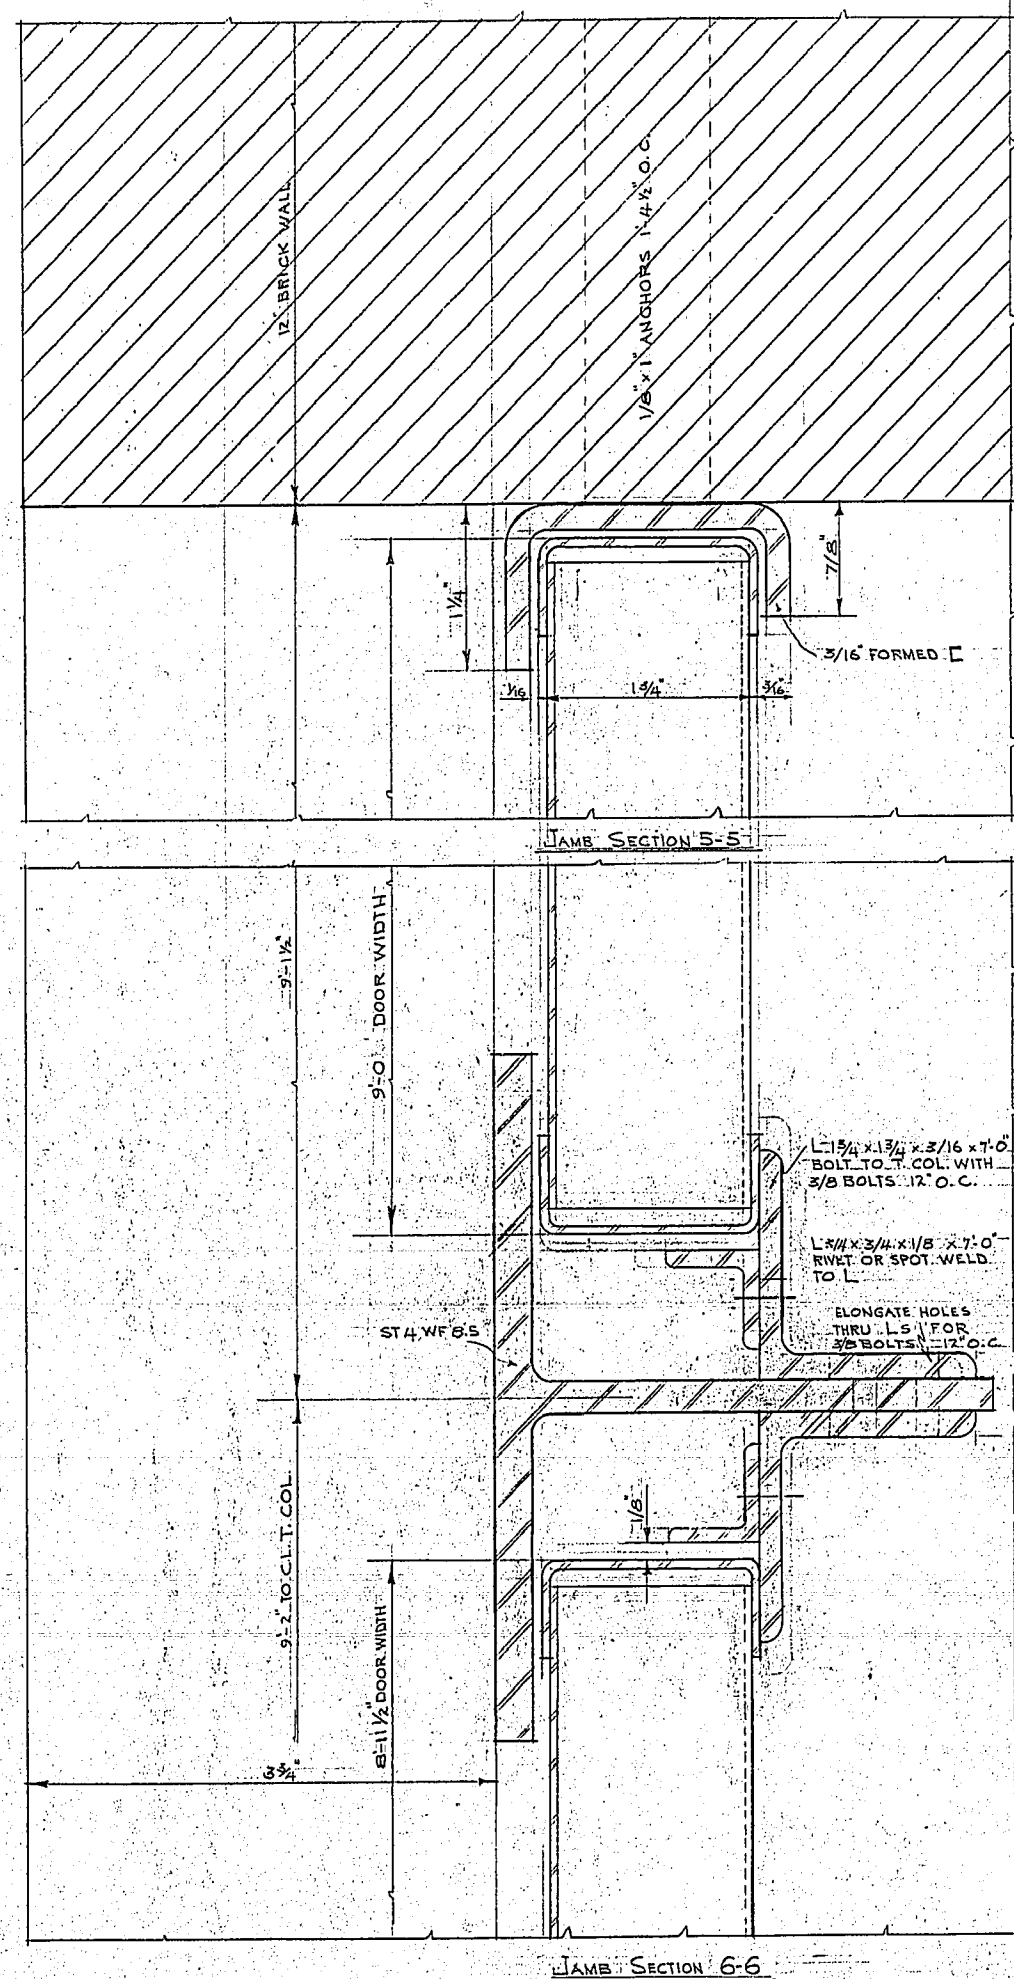 12" BRICK WALL
1/8" x 1" ANCHORS 1'-4½" O.C.
1¼"
7/8"
3/16" FORMED C
1/16
1¾"
3/16"
JAMB SECTION 5-5
9'-1½"
9'-0" DOOR WIDTH
L 1¾ x 1¾ x 3/16 x 7'-0"
BOLT TO T. COL. WITH
3/8 BOLTS 12" O.C.
L ¾ x 3/4 x 1/8 x 7'-0"
RIVET OR SPOT WELD
TO L
ELONGATE HOLES
THRU LS FOR
3/8 BOLTS - 12" O.C.
ST 4 WF 8.5
1/8"
9'-2" TO C.L. T. COL.
8'-11½" DOOR WIDTH
3¾"
JAMB SECTION 6-6